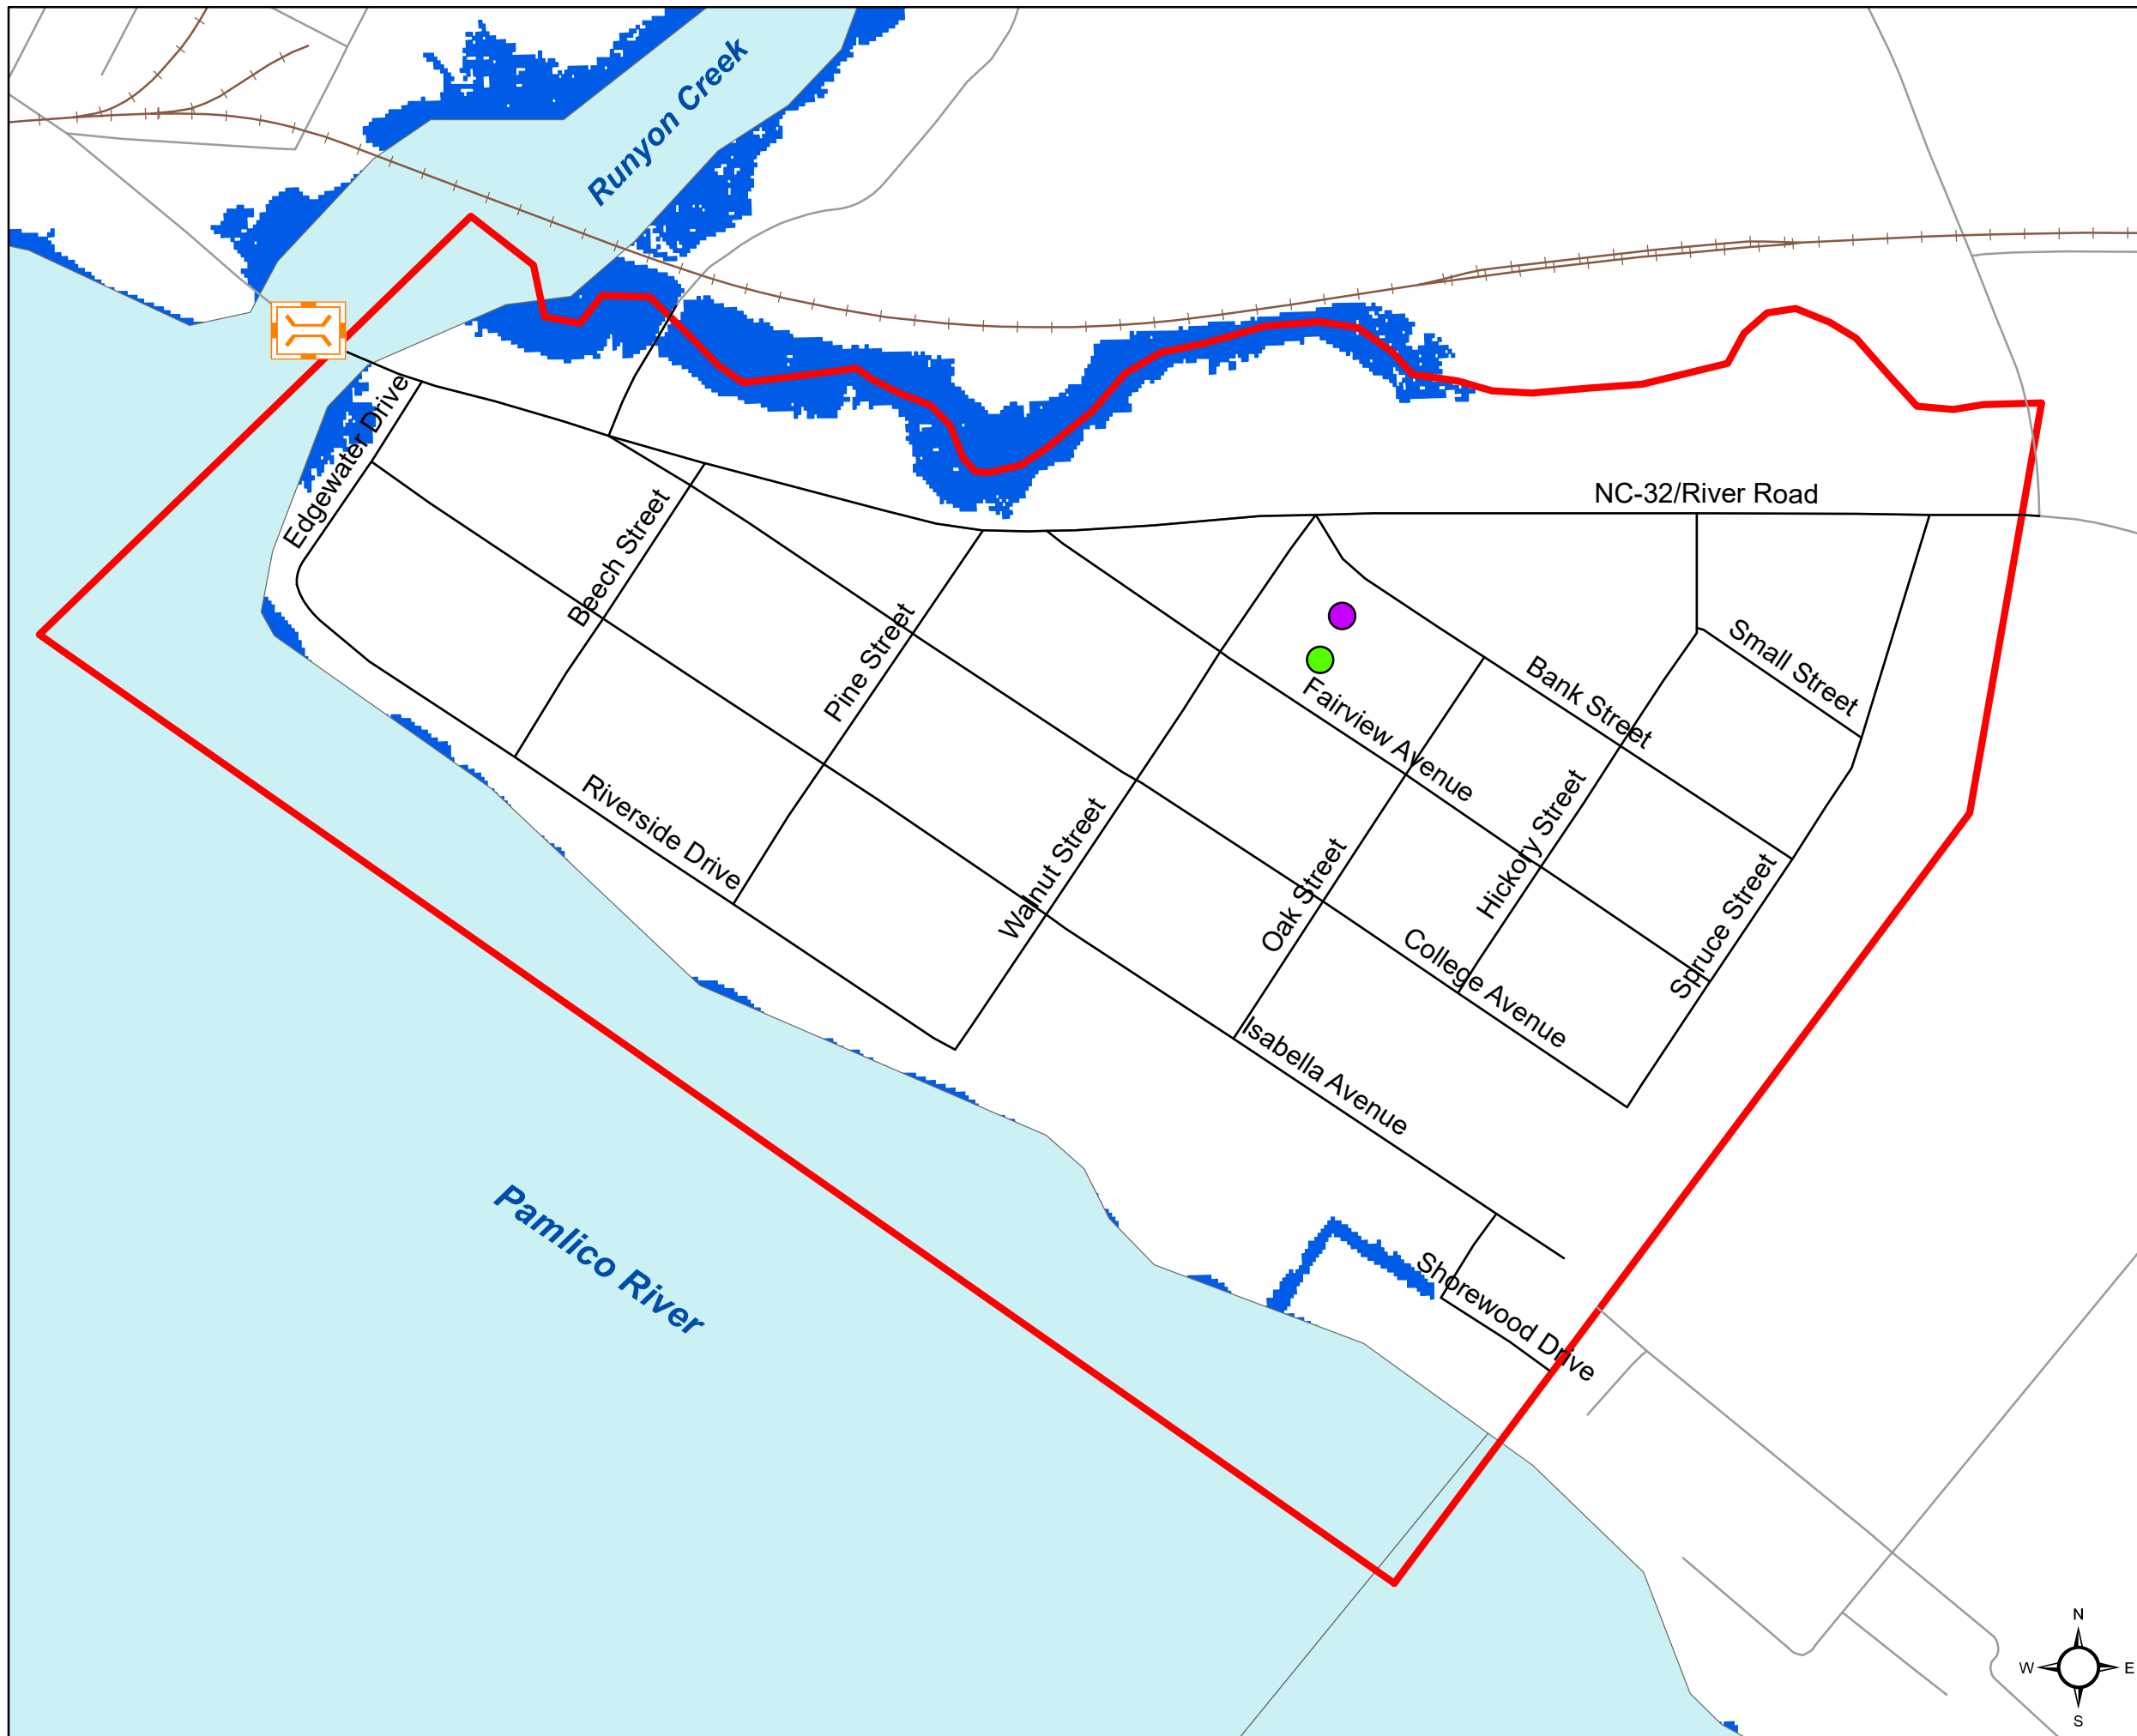 Runyon Creek
Edgewater Drive
NC-32/River Road
Beech Street
Pine Street
Small Street
Bank Street
Fairview Avenue
Riverside Drive
Walnut Street
Hickory Street
Oak Street
Spruce Street
College Avenue
Isabella Avenue
Pamlico River
Shorewood Drive
N
W
E
S